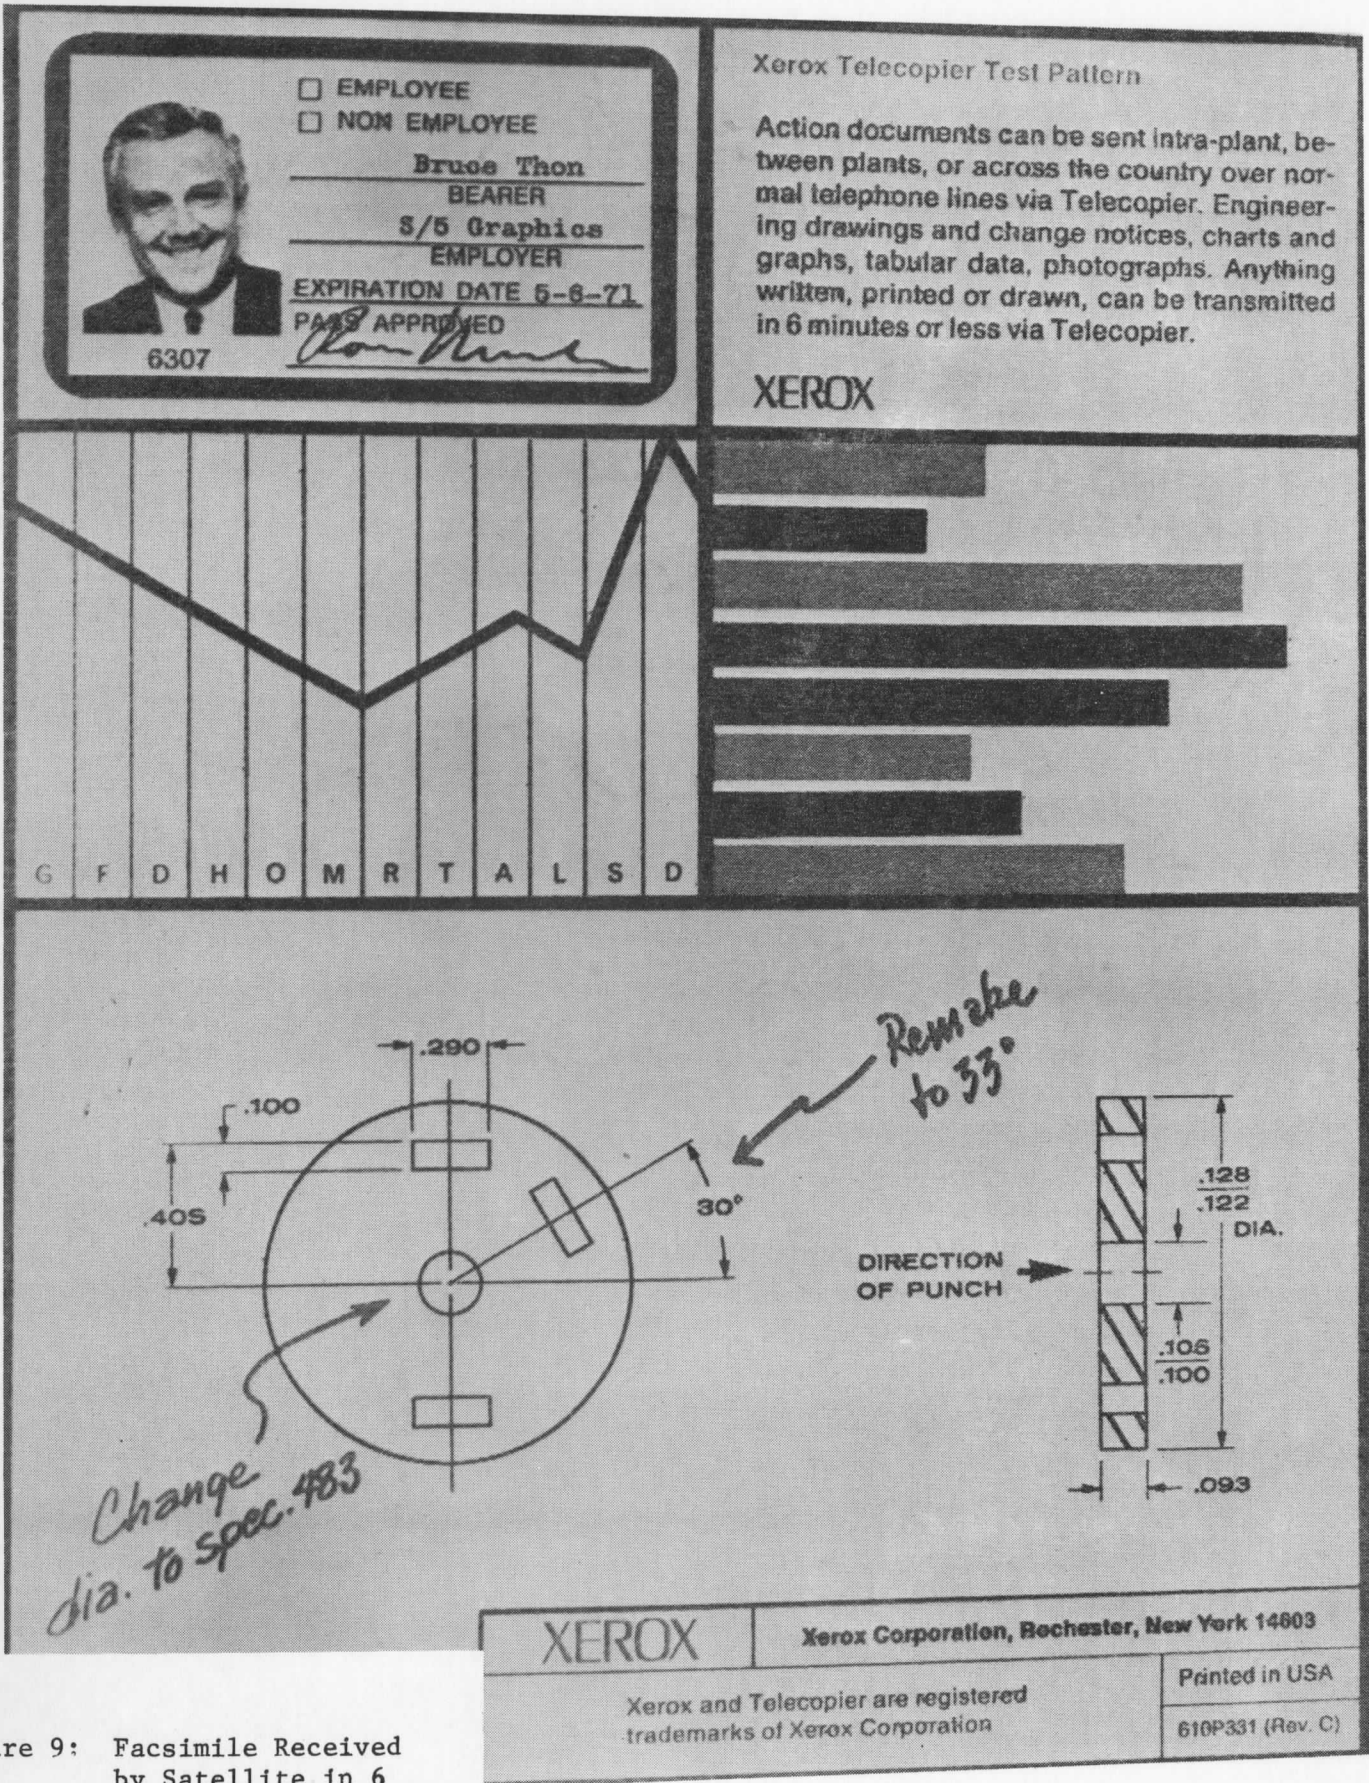 EMPLOYEE
NON EMPLOYEE
Bruce Thon
BEARER
S/5 Graphics
EMPLOYER
EXPIRATION DATE 5-6-71
PASS APPROVED
6307
Xerox Telecopier Test Pattern
Action documents can be sent intra-plant, be-
tween plants, or across the country over nor-
mal telephone lines via Telecopier. Engineer-
ing drawings and change notices, charts and
graphs, tabular data, photographs. Anything
written, printed or drawn, can be transmitted
in 6 minutes or less via Telecopier.
XEROX
G F D H O M R T A L S D
Remake
to 33°
.290
.100
.405
30°
.128
.122
DIA.
DIRECTION
OF PUNCH
.106
.100
.093
Change
dia. to spec. 483
XEROX
Xerox Corporation, Rochester, New York 14603
Xerox and Telecopier are registered
trademarks of Xerox Corporation
Printed in USA
610P331 (Rev. C)
re 9: Facsimile Received
by Satellite in 6